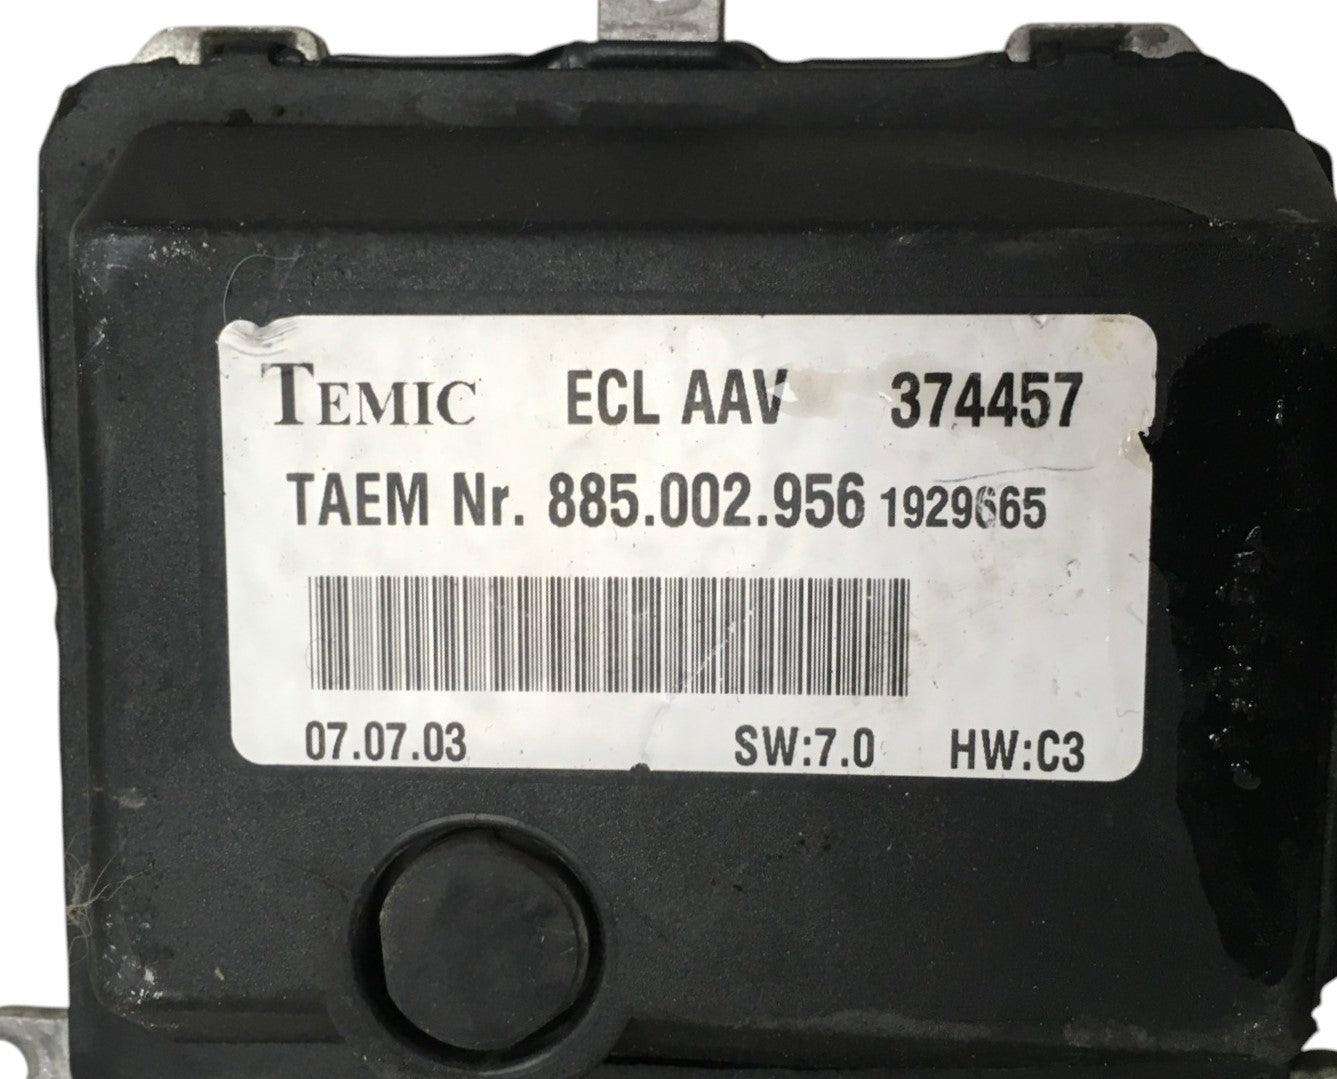 TEMIC ECL AAV 374457
TAEM Nr. 885.002.956 1929665
07.07.03 SW:7.0 HW:C3